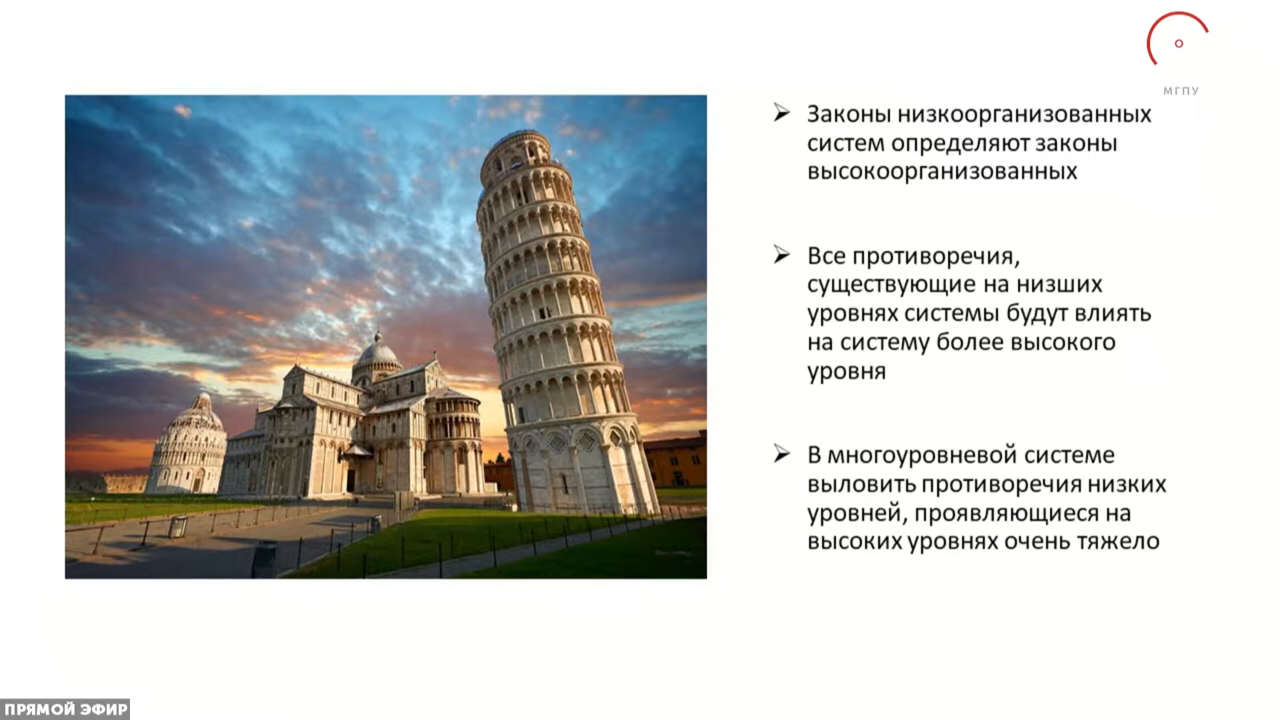 МГПУ
Законы низкоорганизованных
систем определяют законы
высокоорганизованных
Все противоречия,
существующие на низших
уровнях системы будут влиять
на систему более высокого
уровня
В многоуровневой системе
выловить противоречия низких
уровней, проявляющиеся на
высоких уровнях очень тяжело
ПРЯМОЙ ЭФИР